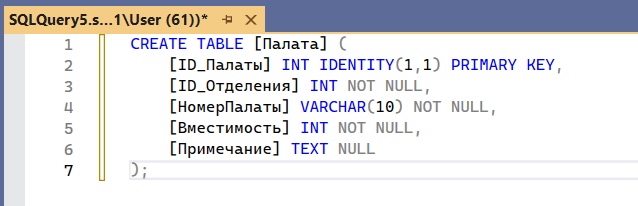 SQLQuery5.s...1\User (61))*
1 CREATE TABLE [Палата] (
2 [ID_Палаты] INT IDENTITY(1,1) PRIMARY KEY,
3 [ID_Отделения] INT NOT NULL,
4 [НомерПалаты] VARCHAR(10) NOT NULL,
5 [Вместимость] INT NOT NULL,
6 [Примечание] TEXT NULL
7 );